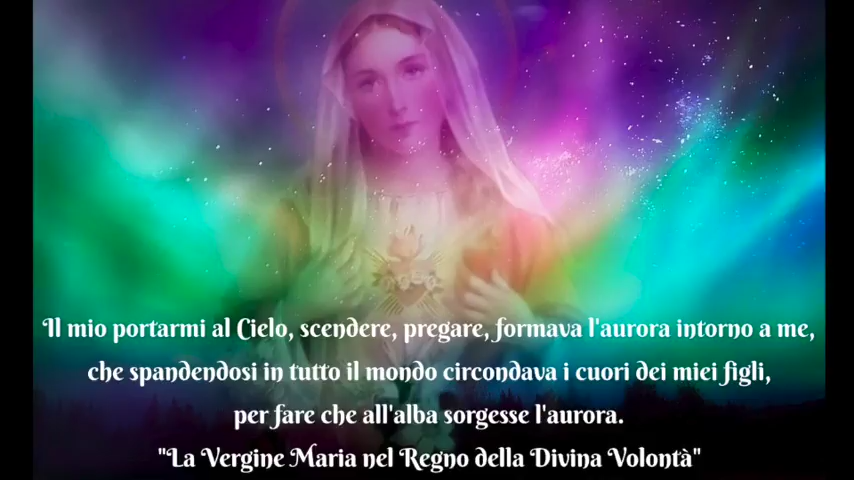 Il mio portarmi al Cielo, scendere, pregare, formava l'aurora intorno a me,
che spandendosi in tutto il mondo circondava i cuori dei miei figli,
per fare che all'alba sorgesse l'aurora.
"La Vergine Maria nel Regno della Divina Volontà"